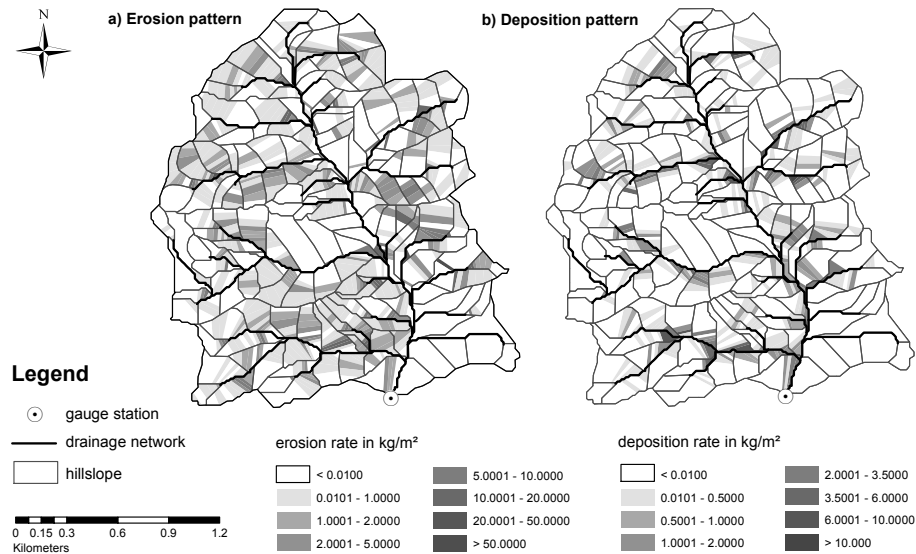 N
a) Erosion pattern
b) Deposition pattern
Legend
gauge station
drainage network
hillslope
0 0.15 0.3 0.6 0.9 1.2
Kilometers
erosion rate in kg/m²
< 0.0100
0.0101 - 1.0000
1.0001 - 2.0000
2.0001 - 5.0000
5.0001 - 10.0000
10.0001 - 20.0000
20.0001 - 50.0000
> 50.0000
deposition rate in kg/m²
< 0.0100
0.0101 - 0.5000
0.5001 - 1.0000
1.0001 - 2.0000
2.0001 - 3.5000
3.5001 - 6.0000
6.0001 - 10.0000
> 10.000